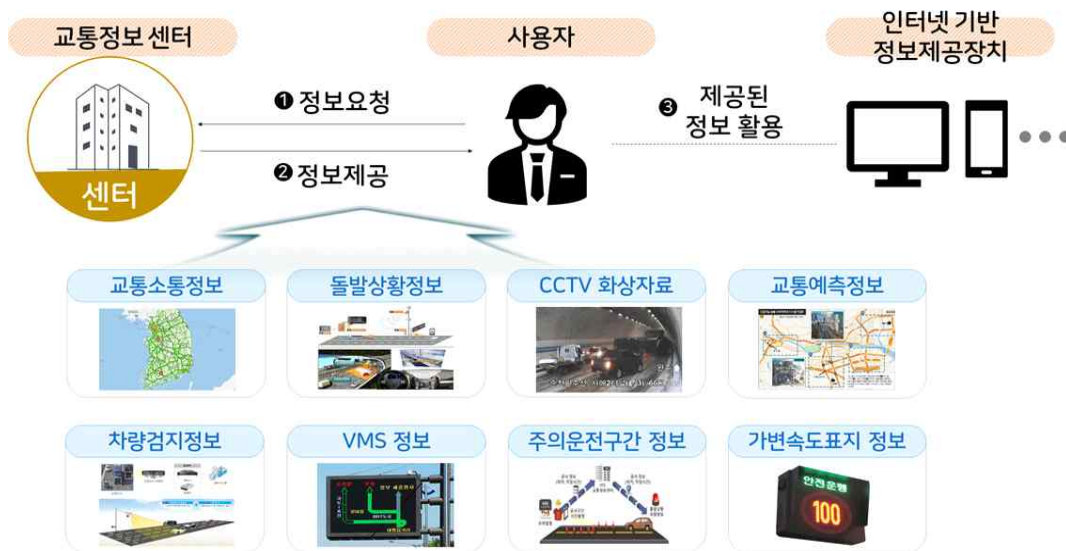 교통정보 센터
사용자
인터넷 기반
정보제공장치
❶ 정보요청
❷ 정보제공
❸ 제공된
정보 활용
센터
교통소통정보
돌발상황정보
CCTV 화상자료
교통예측정보
차량검지정보
VMS 정보
주의운전구간 정보
가변속도표지 정보
안전운행
100